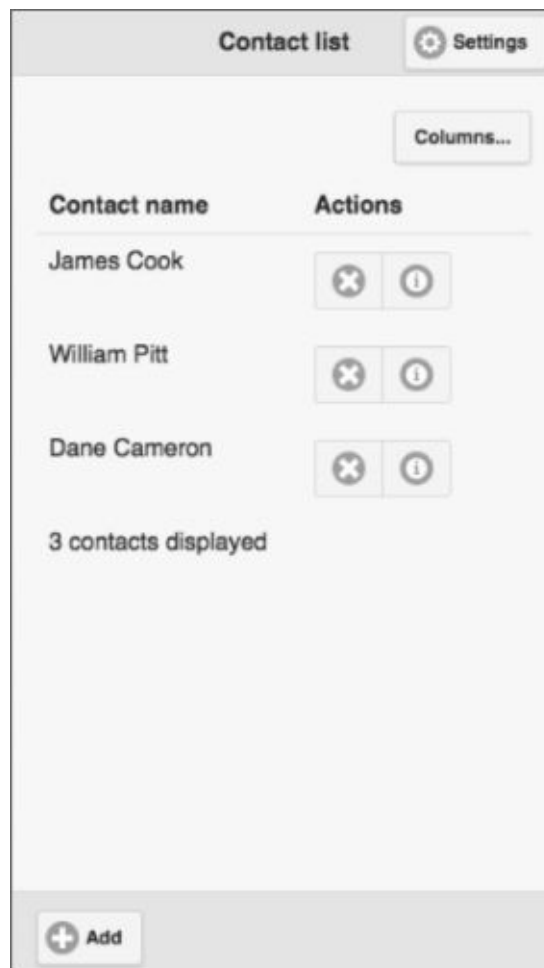 Contact list
Settings
Columns...
Contact name Actions
James Cook
William Pitt
Dane Cameron
3 contacts displayed
Add